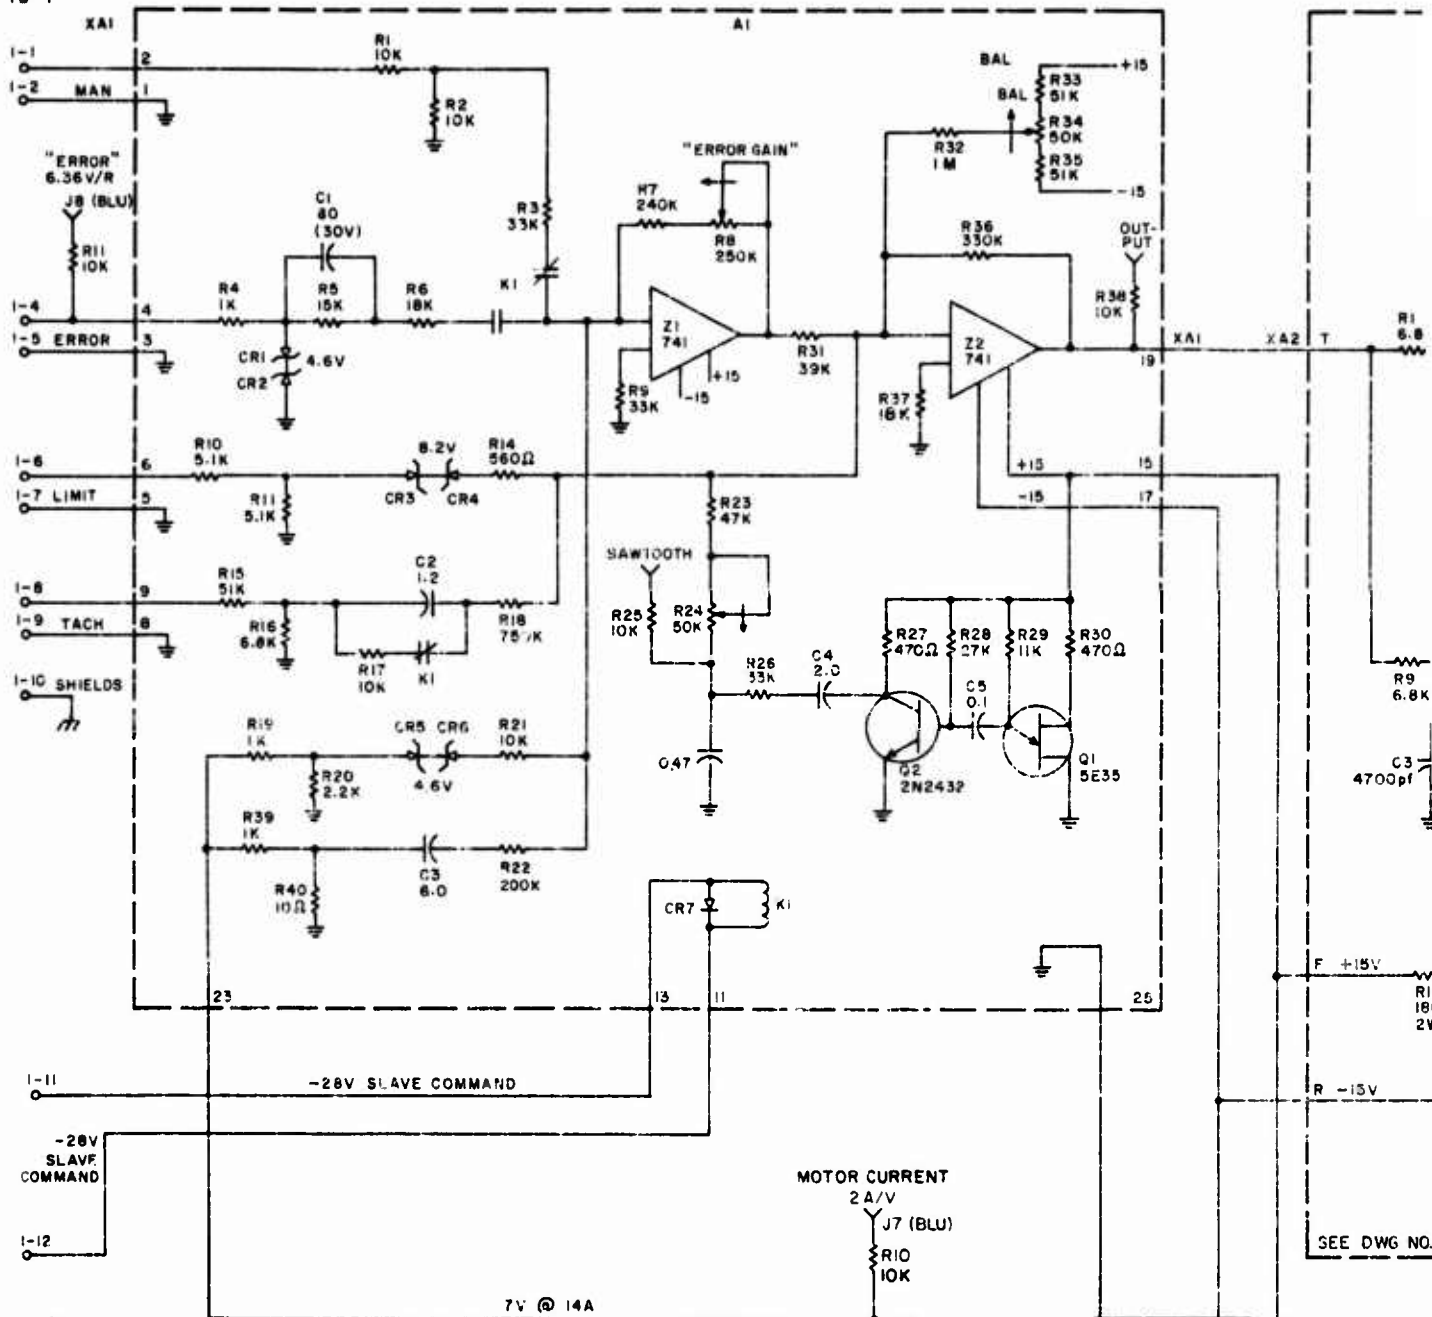 XA1
A1
1-1
2
R1
10K
1-2
MAN
1
R2
10K
BAL
+15
R33
51K
BAL
R34
50K
R32
1M
R35
51K
-15
"ERROR"
6.36V/R
J8 (BLU)
R11
10K
C1
80
(30V)
R3
33K
K1
"ERROR GAIN"
R7
240K
R8
250K
R36
330K
OUT-
PUT
R38
10K
1-4
4
R4
1K
R5
15K
R6
18K
1-5
ERROR
3
CR1
CR2
4.6V
Z1
741
+15
-15
R9
33K
R31
39K
Z2
741
R37
18K
19
XA1
XA2
T
R1
6.8
1-6
6
R10
5.1K
8.2V
R14
560Ω
1-7
LIMIT
5
R11
5.1K
CR3
CR4
+15
15
-15
17
R23
47K
SAWTOOTH
1-8
9
R15
51K
C2
1.2
R18
1-9
TACH
8
R16
6.8K
R17
10K
K1
R25
10K
R24
50K
R27
470Ω
R28
27K
R29
11K
R30
470Ω
R26
33K
C4
2.0
C5
0.1
R9
6.8K
1-10
SHIELDS
R19
1K
CR5
CR6
R21
10K
R20
2.2K
4.6V
0.47
Q2
2N2432
Q1
5E35
C3
4700pf
R39
1K
C3
6.0
R22
200K
R40
10Ω
CR7
K1
F
+15V
23
13
11
25
1-11
-28V SLAVE COMMAND
R
-15V
-28V
SLAVE
COMMAND
MOTOR CURRENT
2 A/V
J7 (BLU)
R10
10K
1-12
SEE DWG NO.
7V @ 14A